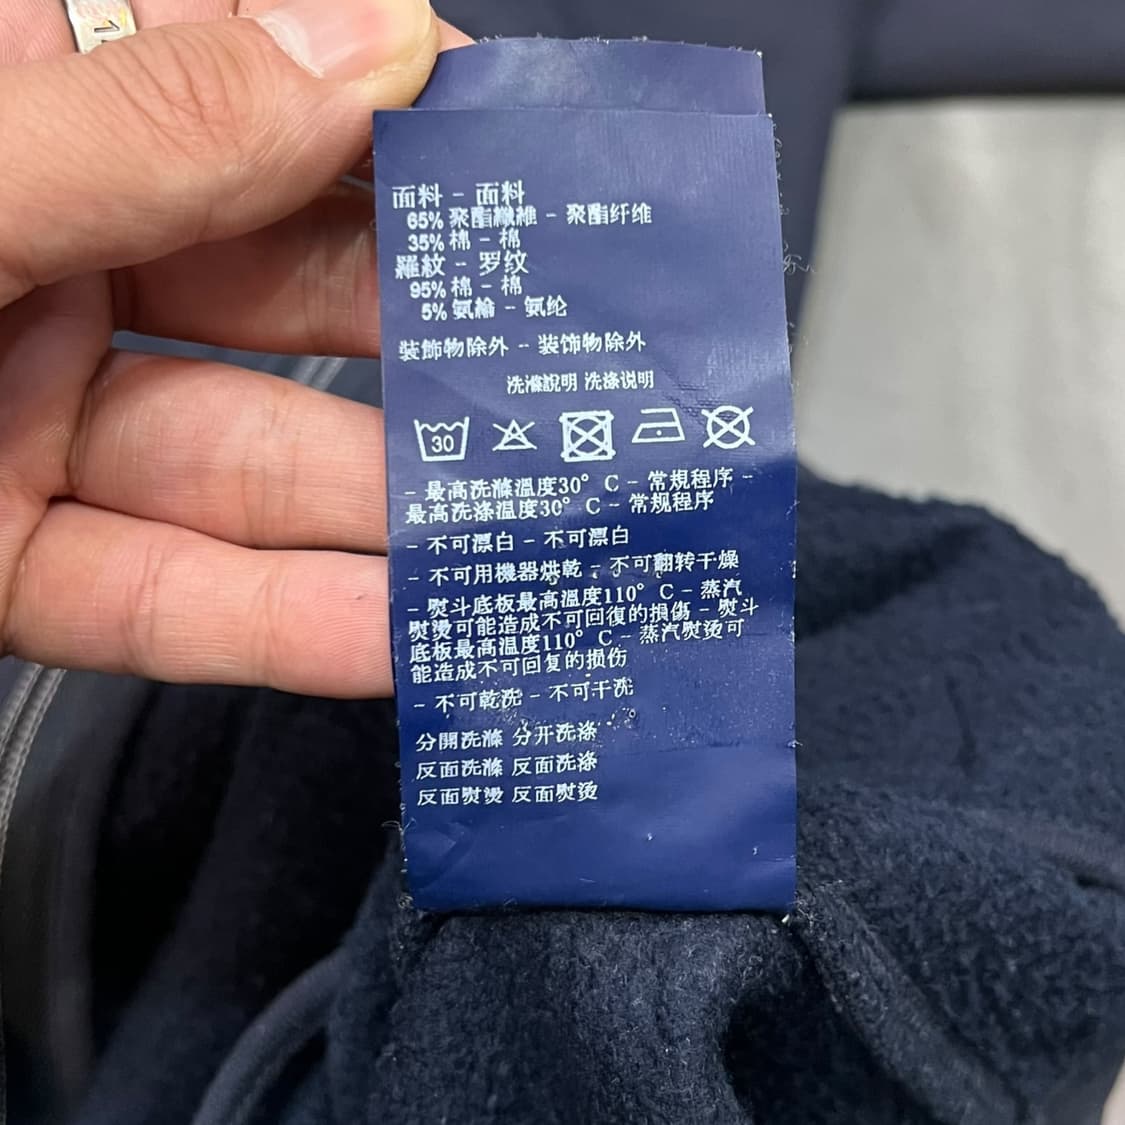 面料 - 面料
65% 聚酯纖維 - 聚酯纤维
35% 棉 - 棉
羅紋 - 罗纹
95% 棉 - 棉
5% 氨綸 - 氨纶
装飾物除外 - 装饰物除外
洗滌說明 洗涤说明
30
- 最高洗滌溫度30° C - 常規程序 -
最高洗涤温度30° C - 常规程序
- 不可漂白 - 不可漂白
- 不可用機器烘乾 - 不可翻转干燥
- 熨斗底板最高溫度110° C - 蒸汽
熨燙可能造成不可回復的損傷 - 熨斗
底板最高温度110° C - 蒸汽熨烫可
能造成不可回复的损伤
- 不可乾洗 - 不可干洗
分開洗滌 分开洗涤
反面洗滌 反面洗涤
反面熨燙 反面熨烫